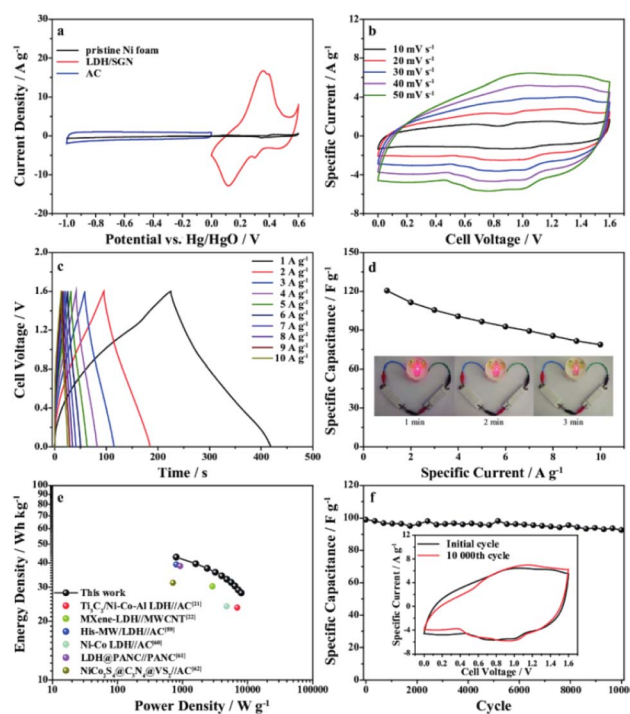 a
pristine Ni foam
LDH/SGN
AC
Current Density / A g-1
20
10
0
-10
-20
-1.0 -0.8 -0.6 -0.4 -0.2 0.0 0.2 0.4 0.6
Potential vs. Hg/HgO / V
b
10 mV s-1
20 mV s-1
30 mV s-1
40 mV s-1
50 mV s-1
Specific Current / A g-1
12
8
4
0
-4
-8
0.0 0.2 0.4 0.6 0.8 1.0 1.2 1.4 1.6
Cell Voltage / V
c
1 A g-1
2 A g-1
3 A g-1
4 A g-1
5 A g-1
6 A g-1
7 A g-1
8 A g-1
9 A g-1
10 A g-1
Cell Voltage / V
2.0
1.6
1.2
0.8
0.4
0.0
0 100 200 300 400 500
Time / s
d
Specific Capacitance / F g-1
150
120
90
60
30
0
1 min 2 min 3 min
0 2 4 6 8 10
Specific Current / A g-1
e
Energy Density / Wh kg-1
100
90
80
70
60
50
40
30
20
10
This work
Ti3C2/Ni-Co-Al LDH//AC[21]
MXene-LDH//MWCNT[22]
His-MW/LDH//AC[59]
Ni-Co LDH//AC[60]
LDH@PANC//PANC[61]
NiCo2S4@C3N4@VS2//AC[62]
10 100 1000 10000 100000
Power Density / W g-1
f
Specific Capacitance / F g-1
120
100
80
60
40
20
0
Initial cycle
10 000th cycle
Specific Current / A g-1
12
8
4
0
-4
-8
0.0 0.2 0.4 0.6 0.8 1.0 1.2 1.4 1.6
Cell Voltage / V
0 2000 4000 6000 8000 10000
Cycle